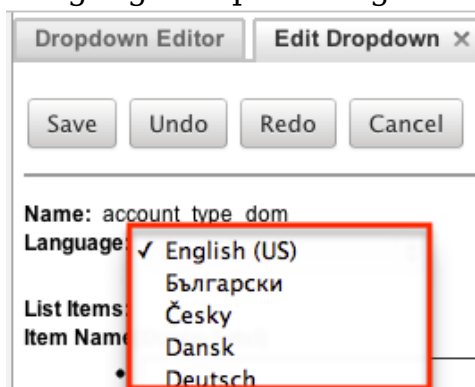 Dropdown Editor Edit Dropdown ×
Save Undo Redo Cancel
Name: account_type_dom
Language: ✓ English (US)
Български
List Items: Česky
Item Name Dansk
Deutsch